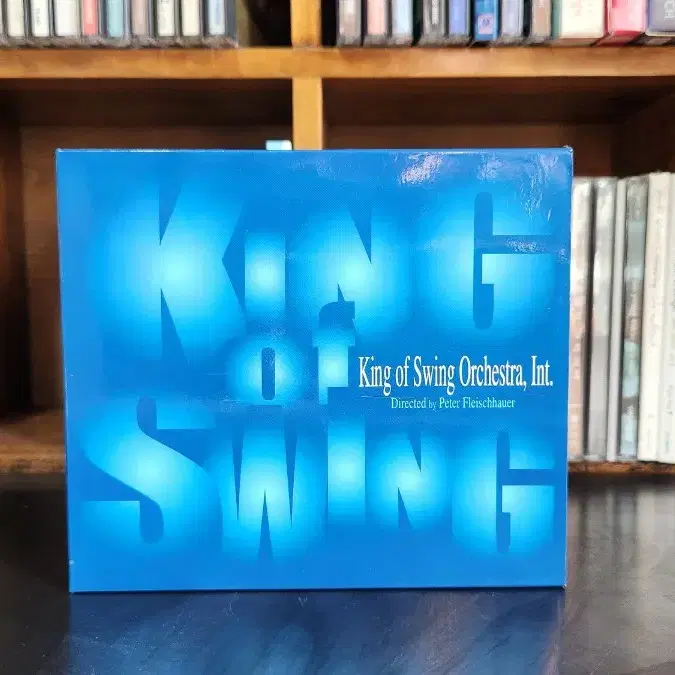 KING
of
King of Swing Orchestra, Int.
Directed by Peter Fleischhauer
SWING